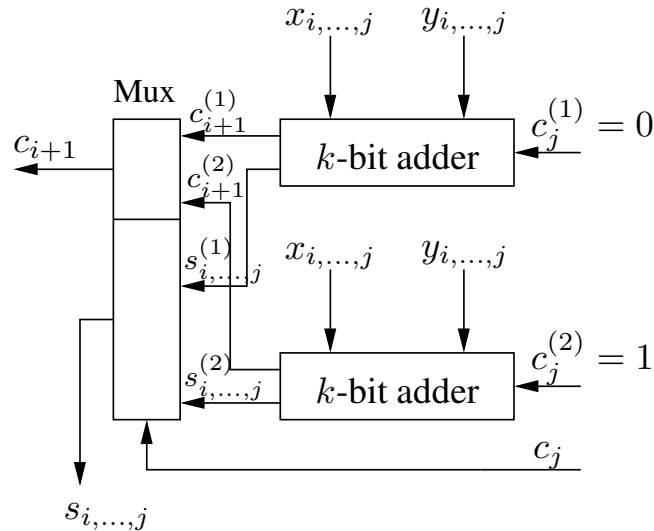 x_{i,...,j} y_{i,...,j}
Mux
c_{i+1}^{(1)}
c_j^{(1)} = 0
c_{i+1}
k-bit adder
c_{i+1}^{(2)}
s_{i,...,j}^{(1)}
x_{i,...,j} y_{i,...,j}
c_j^{(2)} = 1
s_{i,...,j}^{(2)}
k-bit adder
c_j
s_{i,...,j}